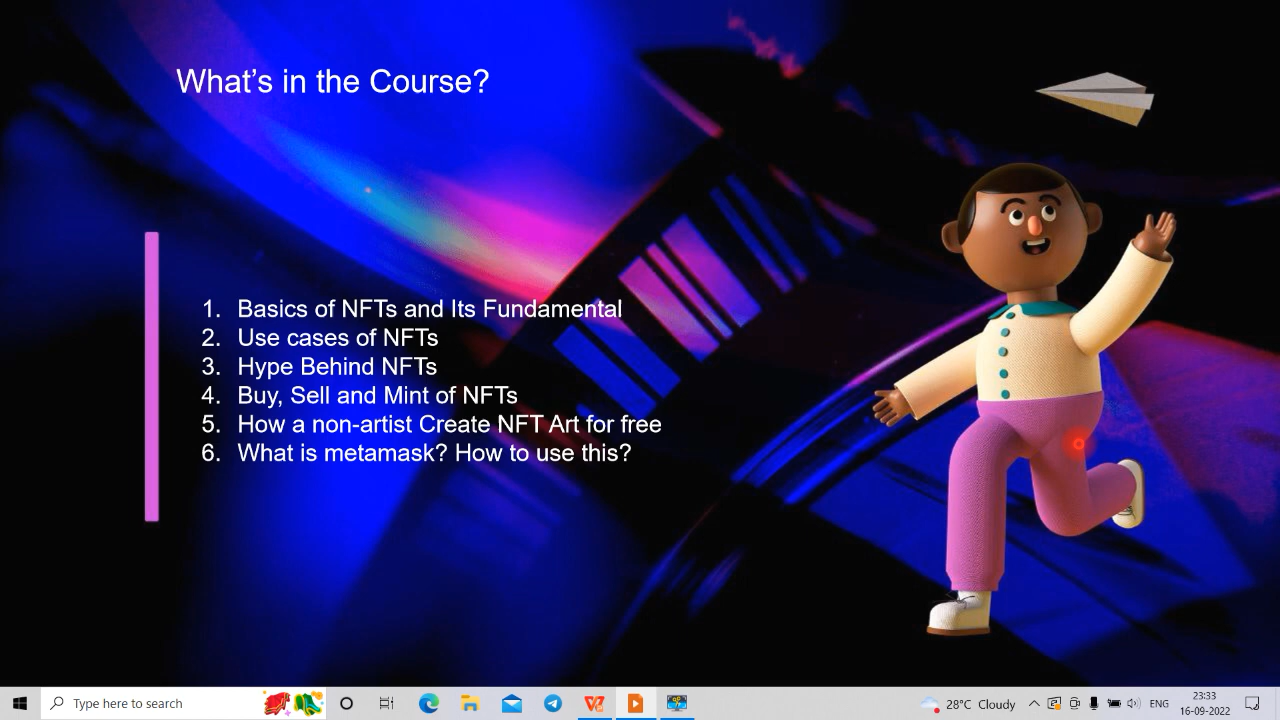 What’s in the Course?
1. Basics of NFTs and Its Fundamental
2. Use cases of NFTs
3. Hype Behind NFTs
4. Buy, Sell and Mint of NFTs
5. How a non-artist Create NFT Art for free
6. What is metamask? How to use this?
Type here to search
28°C Cloudy
ENG
23:33
16-09-2022